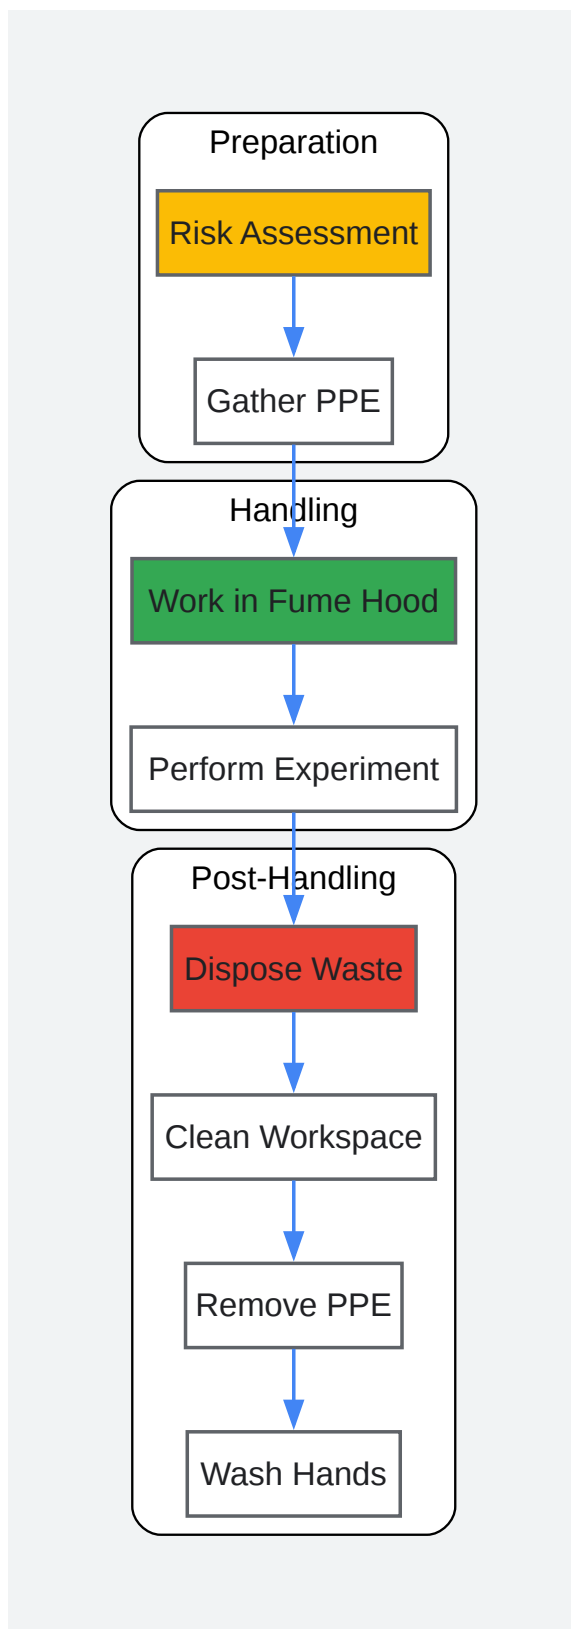 Preparation
Risk Assessment
Gather PPE
Handling
Work in Fume Hood
Perform Experiment
Post-Handling
Dispose Waste
Clean Workspace
Remove PPE
Wash Hands